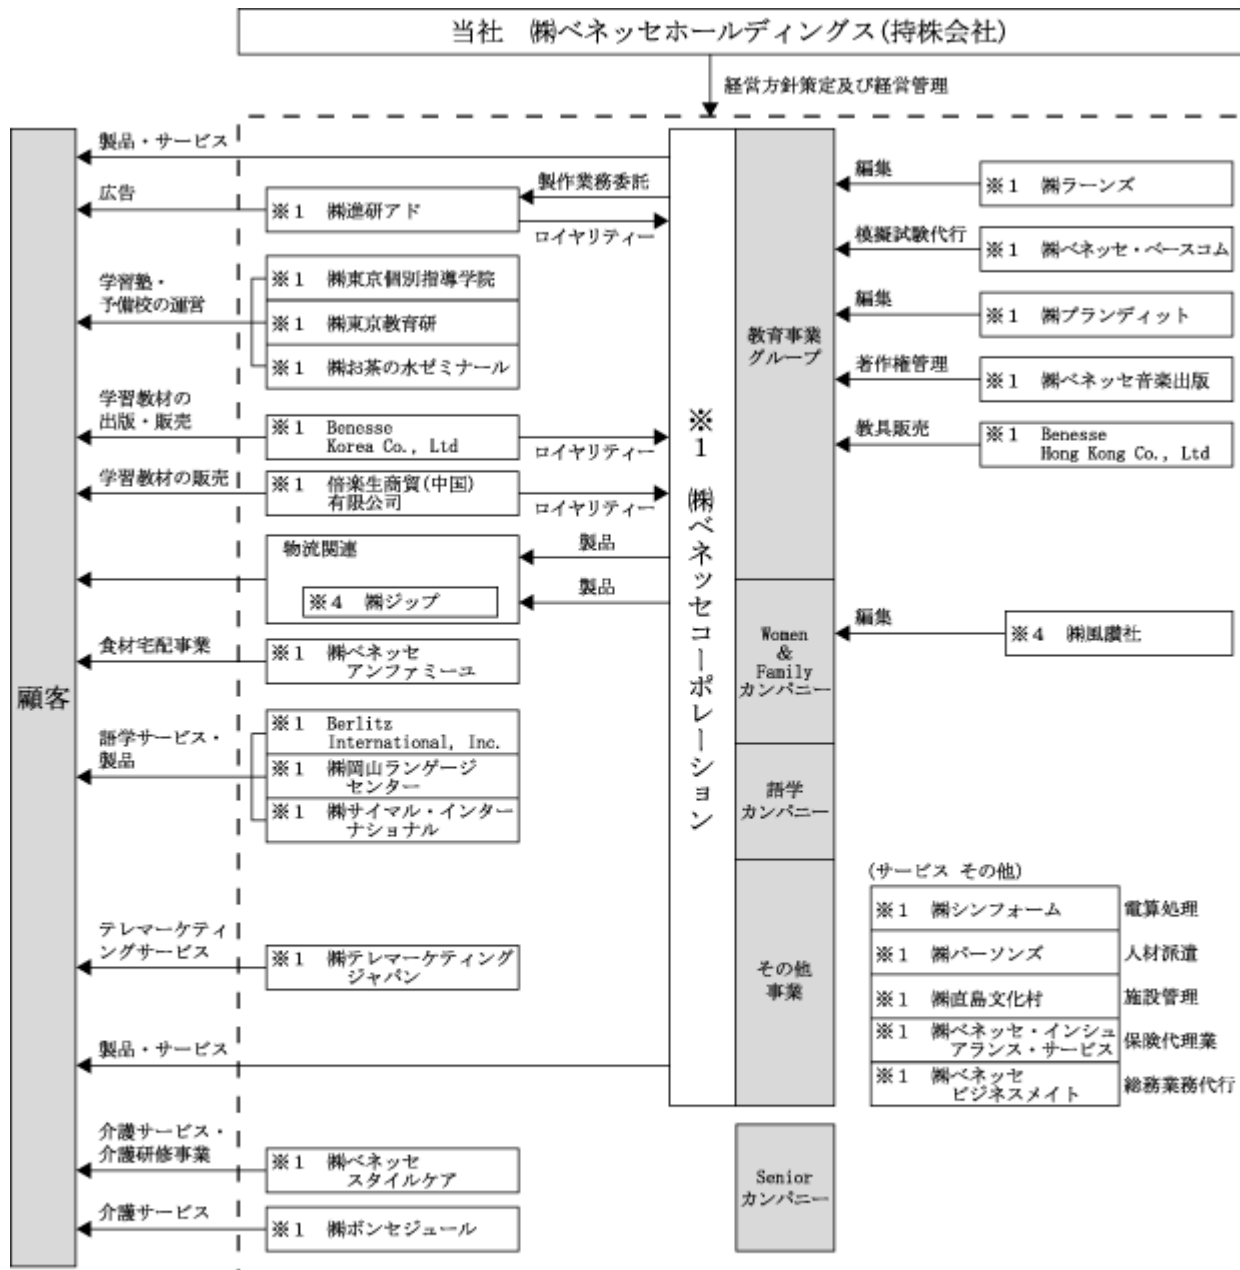 当社　㈱ベネッセホールディングス(持株会社)
経営方針策定及び経営管理
顧客
製品・サービス
広告
※１　㈱進研アド
製作業務委託
ロイヤリティー
学習塾・
予備校の運営
※１　㈱東京個別指導学院
※１　㈱東京教育研
※１　㈱お茶の水ゼミナール
学習教材の
出版・販売
※１　Benesse
Korea Co., Ltd
ロイヤリティー
学習教材の販売
※１　倍楽生商貿(中国)
有限公司
ロイヤリティー
物流関連
※４　㈱ジップ
製品
製品
食材宅配事業
※１　㈱ベネッセ
アンファミーユ
語学サービス・
製品
※１　Berlitz
International, Inc.
※１　㈱岡山ランゲージ
センター
※１　㈱サイマル・インター
ナショナル
テレマーケティ
ングサービス
※１　㈱テレマーケティング
ジャパン
製品・サービス
介護サービス・
介護研修事業
※１　㈱ベネッセ
スタイルケア
介護サービス
※１　㈱ボンセジュール
※１　㈱ベネッセコーポレーション
教育事業
グループ
Women
&
Family
カンパニー
語学
カンパニー
その他
事業
Senior
カンパニー
編集
※１　㈱ラーンズ
模擬試験代行
※１　㈱ベネッセ・ベースコム
編集
※１　㈱プランディット
著作権管理
※１　㈱ベネッセ音楽出版
教具販売
※１　Benesse
Hong Kong Co., Ltd
編集
※４　㈱風讃社
(サービス その他)
※１　㈱シンフォーム
電算処理
※１　㈱パーソンズ
人材派遣
※１　㈱直島文化村
施設管理
※１　㈱ベネッセ・インシュ
アランス・サービス
保険代理業
※１　㈱ベネッセ
ビジネスメイト
総務業務代行